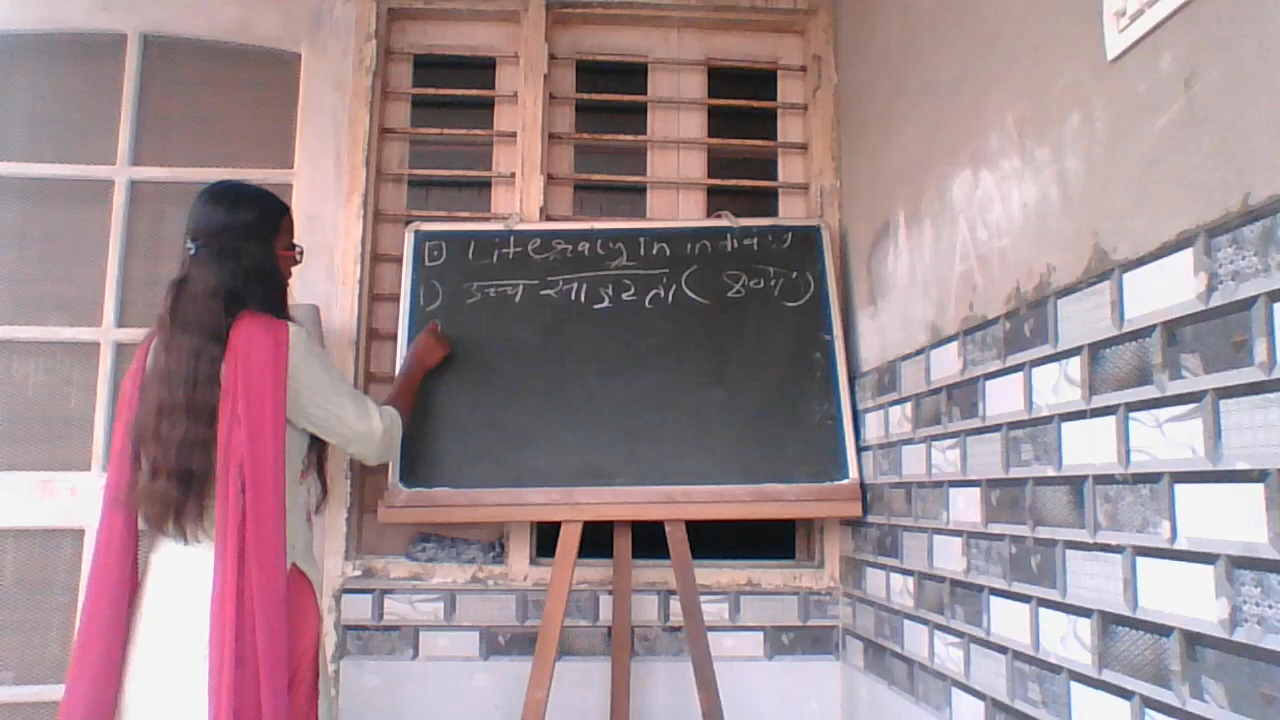 ⊡ Literacy In india:)
1) उच्च साक्षरता ( 80% )